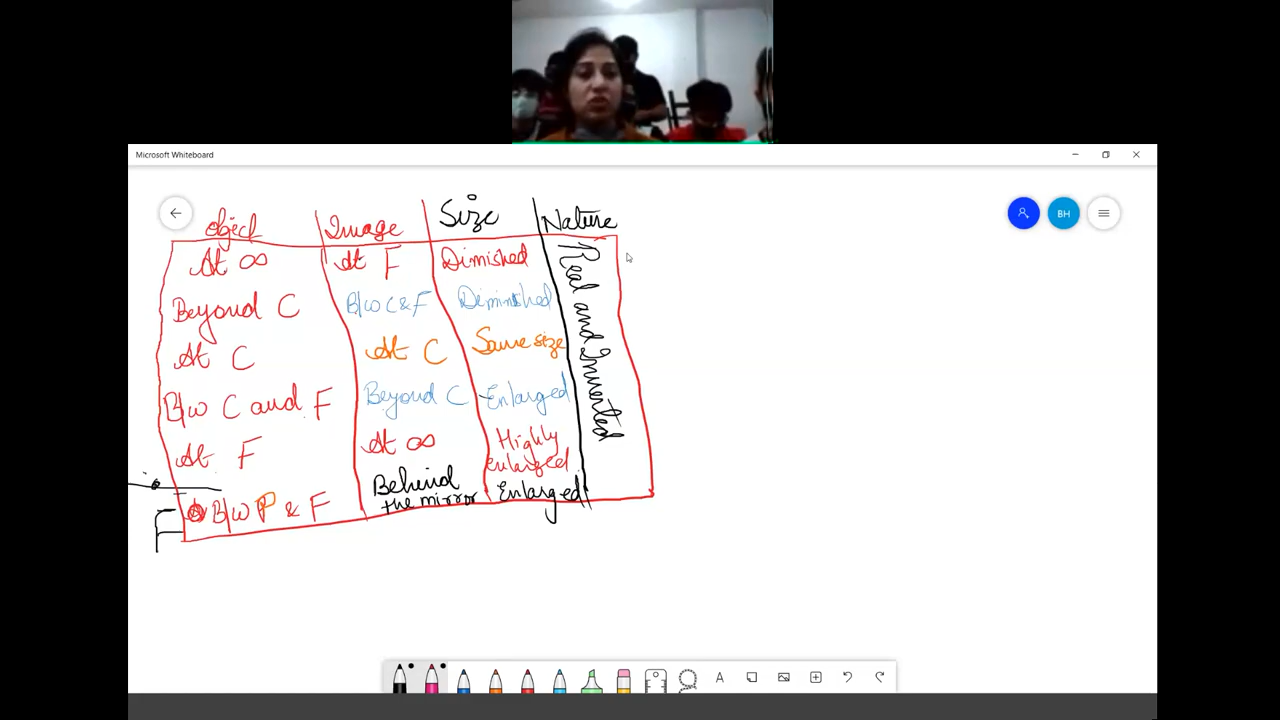 Microsoft Whiteboard
BH
Object Image Size Nature
At ∞ At F Diminished
Beyond C B/w C & F Diminished
At C At C Same size
B/w C and F Beyond C Enlarged
At F At ∞ Highly enlarged
B/w P & F Behind the mirror Enlarged
Real and Inverted
A